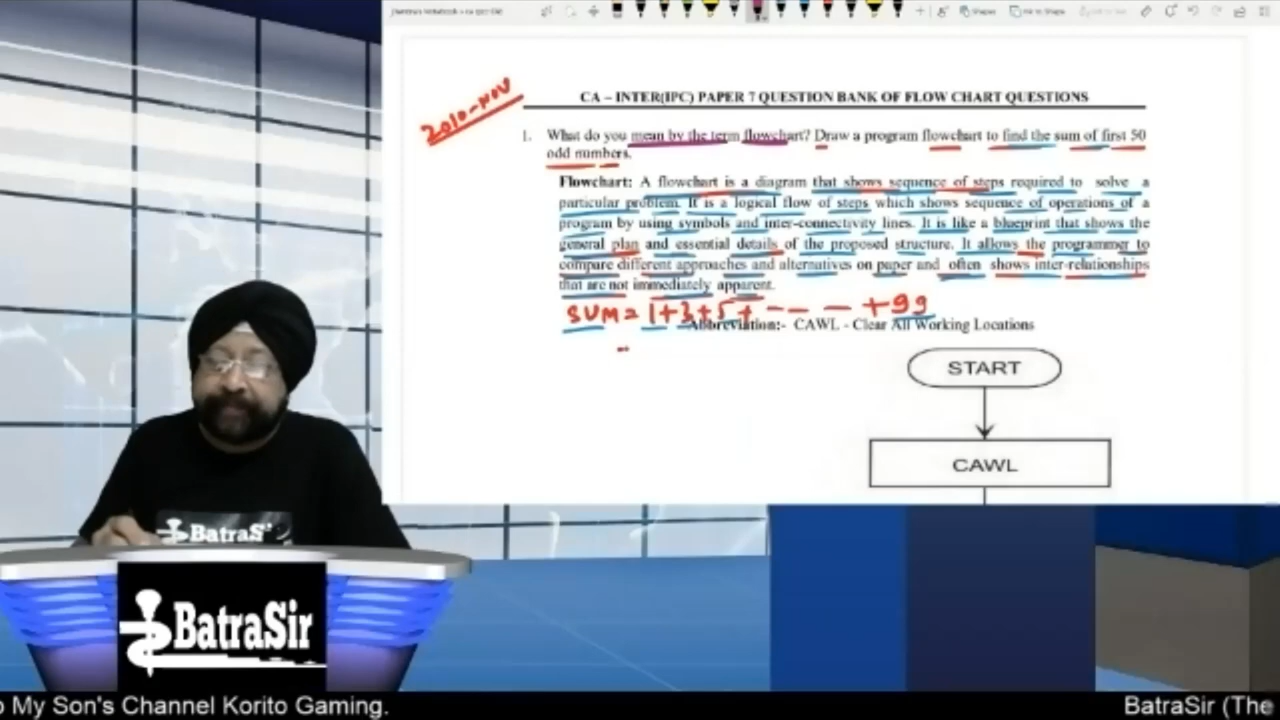 2010-NOV
CA – INTER(IPC) PAPER 7 QUESTION BANK OF FLOW CHART QUESTIONS
1. What do you mean by the term flowchart? Draw a program flowchart to find the sum of first 50
odd numbers.
Flowchart: A flowchart is a diagram that shows sequence of steps required to solve a
particular problem. It is a logical flow of steps which shows sequence of operations of a
program by using symbols and inter-connectivity lines. It is like a blueprint that shows the
general plan and essential details of the proposed structure. It allows the programmer to
compare different approaches and alternatives on paper and often shows inter-relationships
that are not immediately apparent.
SUM = 1+3+5+ - - - - +99
Abbreviation:- CAWL - Clear All Working Locations
START
CAWL
BatraSir
BatraSir
o My Son's Channel Korito Gaming.
BatraSir (The